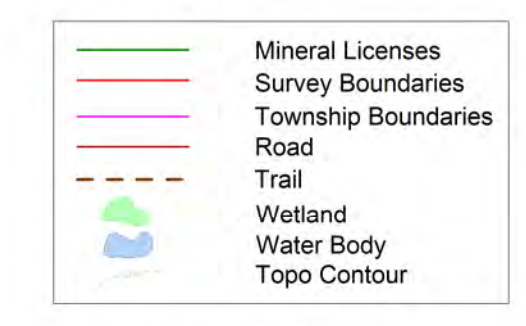 Mineral Licenses
Survey Boundaries
Township Boundaries
Road
Trail
Wetland
Water Body
Topo Contour